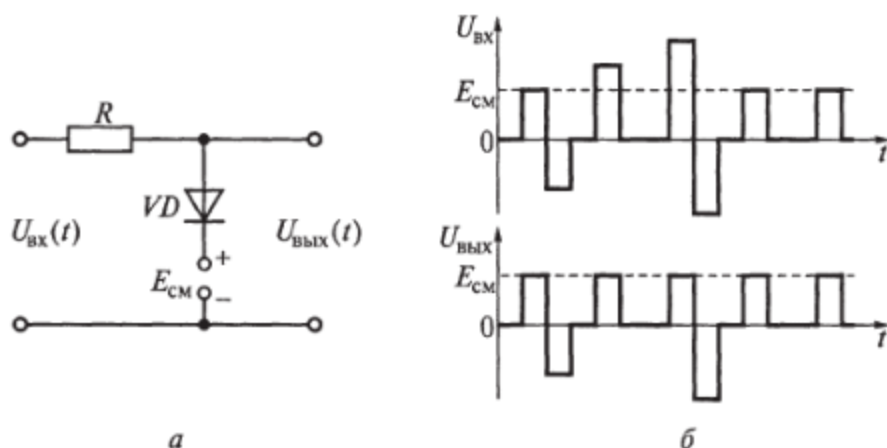 R
VD
U_вх(t)
U_вых(t)
+
E_см
−
а
U_вх
E_см
0
t
U_вых
E_см
0
t
б